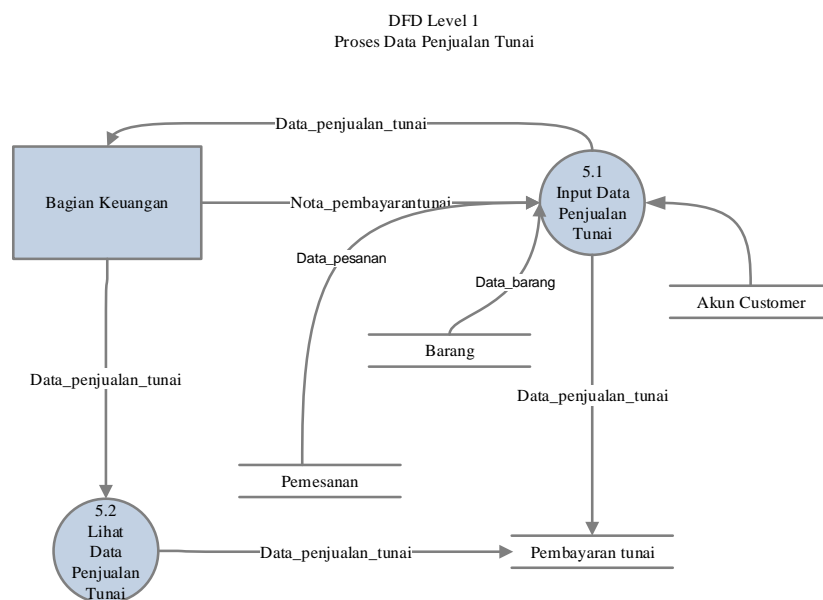 DFD Level 1
Proses Data Penjualan Tunai
Data_penjualan_tunai
5.1
Input Data
Penjualan
Tunai
Bagian Keuangan
Nota_pembayarantunai
Data_pesanan
Data_barang
Akun Customer
Barang
Data_penjualan_tunai
Data_penjualan_tunai
Pemesanan
5.2
Lihat
Data
Penjualan
Tunai
Data_penjualan_tunai
Pembayaran tunai